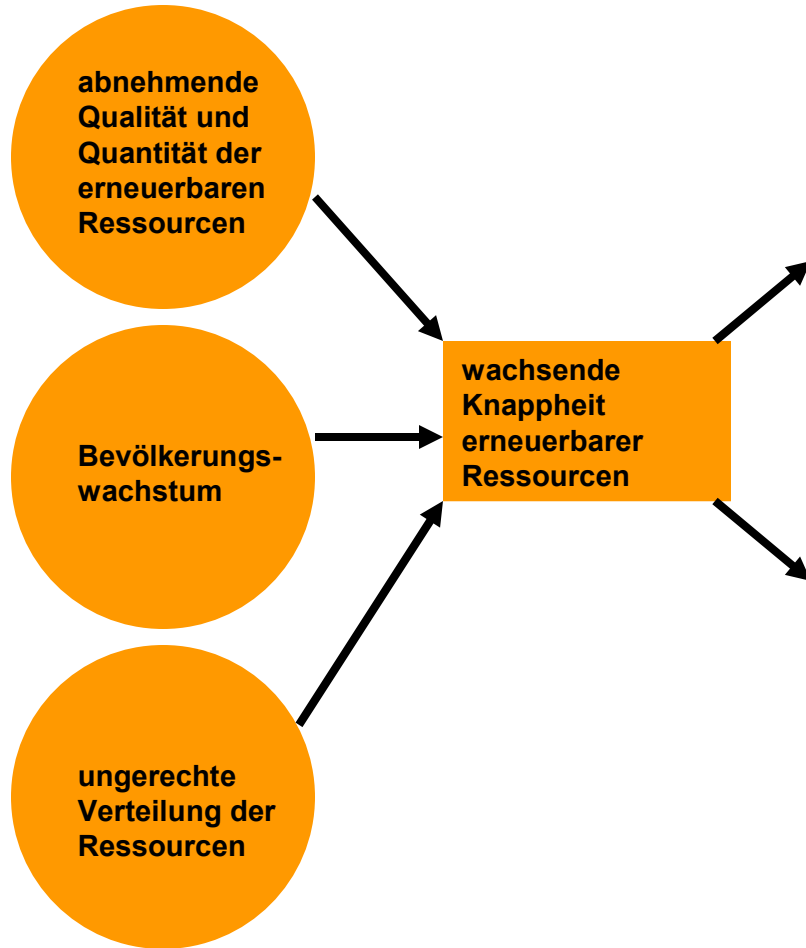 abnehmende
Qualität und
Quantität der
erneuerbaren
Ressourcen
wachsende
Knappheit
erneuerbarer
Ressourcen
Bevölkerungs-
wachstum
ungerechte
Verteilung der
Ressourcen